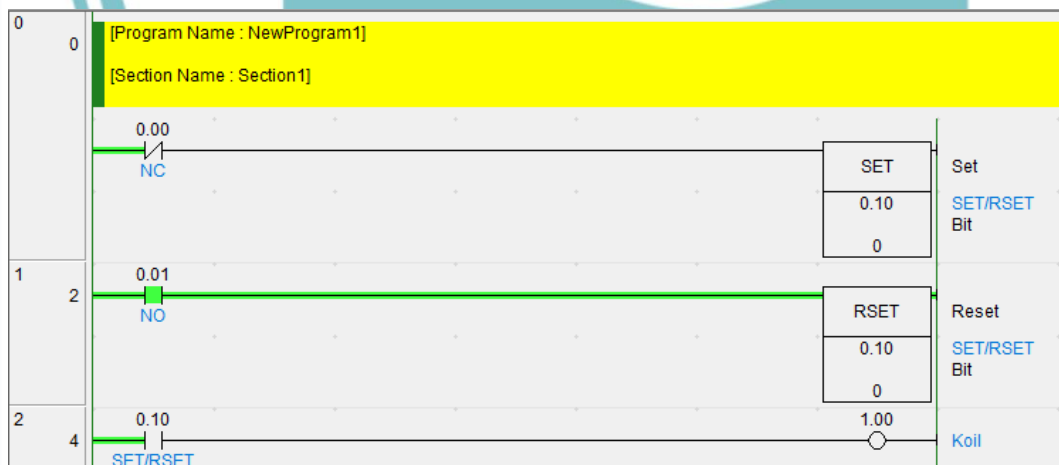 0
0
[Program Name : NewProgram1]
[Section Name : Section1]
0.00
NC
SET
Set
0.10
SET/RSET
Bit
0
1
2
0.01
NO
RSET
Reset
0.10
SET/RSET
Bit
0
2
4
0.10
SET/RSET
1.00
Koil